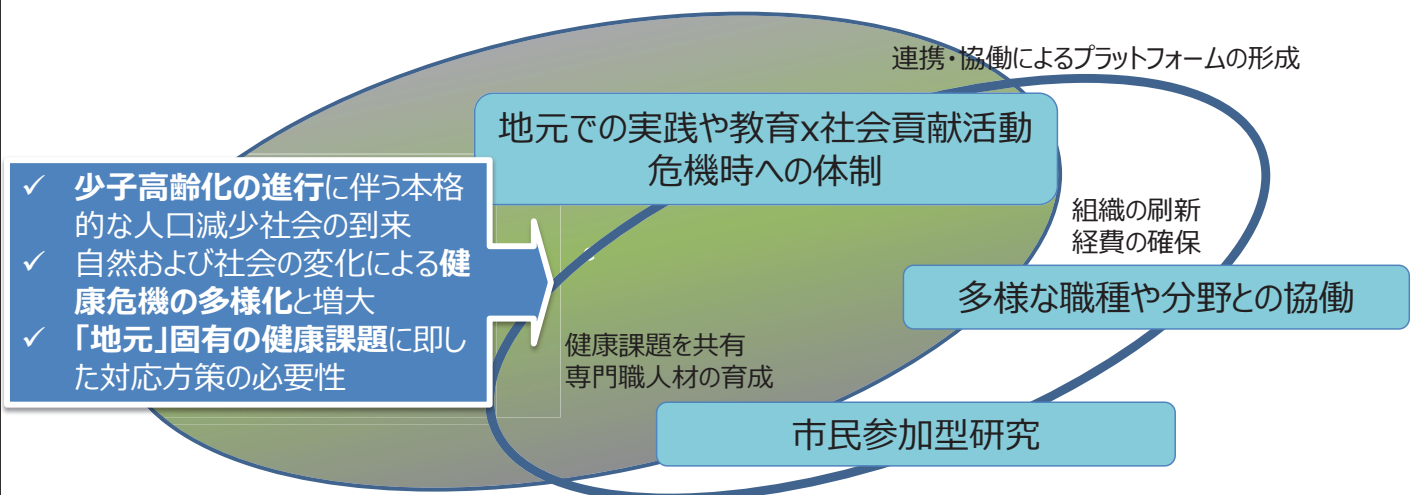 連携・協働によるプラットフォームの形成
地元での実践や教育x社会貢献活動
危機時への体制
✓ 少子高齢化の進行に伴う本格
的な人口減少社会の到来
✓ 自然および社会の変化による健
康危機の多様化と増大
✓ 「地元」固有の健康課題に即し
た対応方策の必要性
組織の刷新
経費の確保
多様な職種や分野との協働
健康課題を共有
専門職人材の育成
市民参加型研究